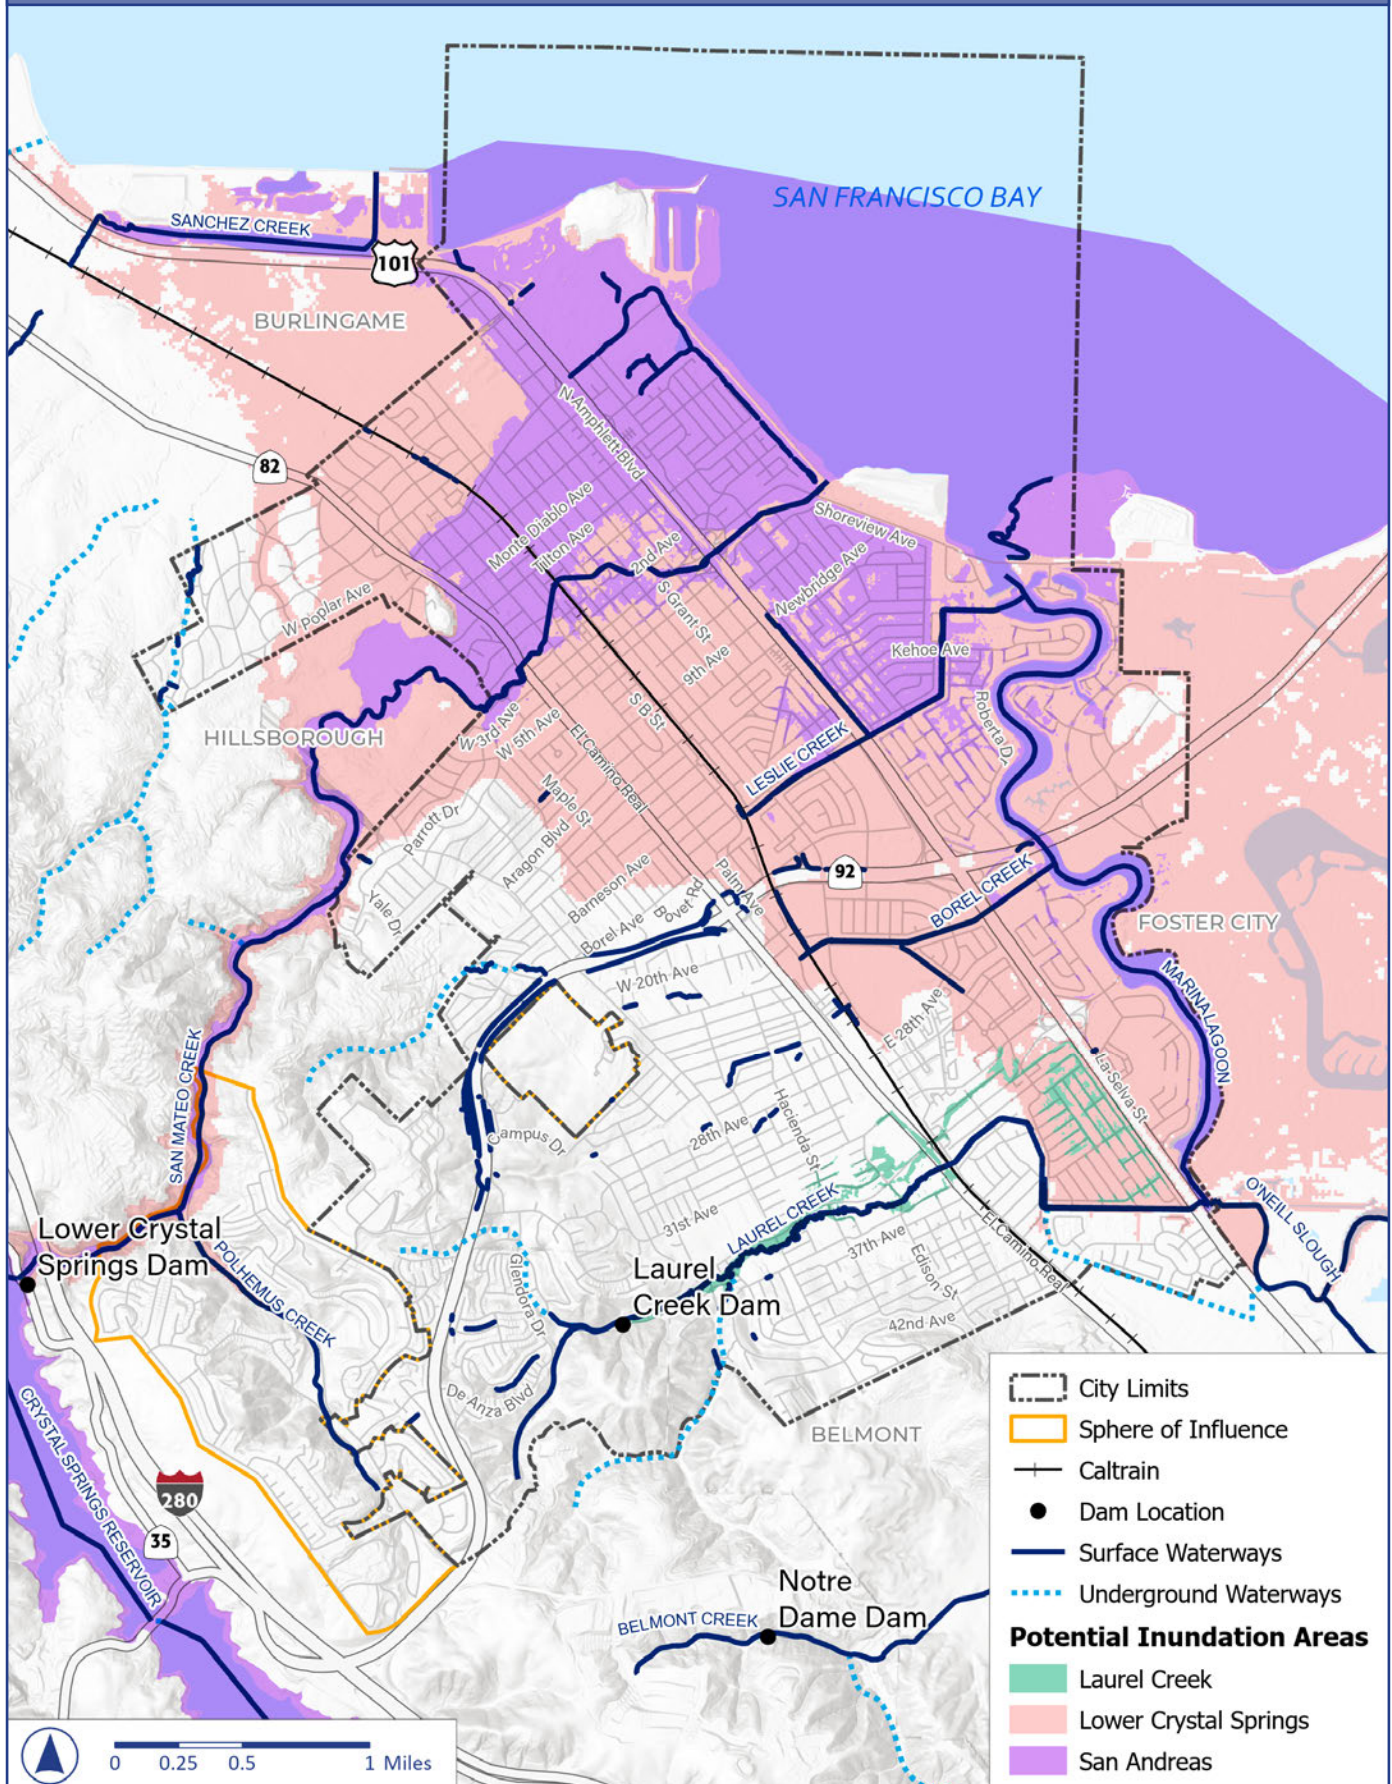 SAN FRANCISCO BAY
SANCHEZ CREEK
101
BURLINGAME
N Amphlett Blvd
82
Monte Diablo Ave
Tilton Ave
2nd Ave
Shoreview Ave
Newbridge Ave
W Poplar Ave
S Grant St
9th Ave
Kehoe Ave
S B St
Roberta Dr
HILLSBOROUGH
W 3rd Ave
W 5th Ave
El Camino Real
LESLIE CREEK
Maple St
Parrott Dr
Aragon Blvd
Barneson Ave
Palm Ave
92
Bovet Rd
Borel Ave
BOREL CREEK
Yale Dr
FOSTER CITY
W 20th Ave
MARINA LAGOON
E 28th Ave
SAN MATEO CREEK
La Selva St
Campus Dr
28th Ave
Hacienda St
31st Ave
LAUREL CREEK
37th Ave
Edison St
El Camino Real
O'NEILL SLOUGH
Lower Crystal
Springs Dam
POLHEMUS CREEK
Glendora Dr
Laurel
Creek Dam
42nd Ave
De Anza Blvd
BELMONT
CRYSTAL SPRINGS RESERVOIR
280
35
Notre
Dame Dam
BELMONT CREEK
City Limits
Sphere of Influence
Caltrain
Dam Location
Surface Waterways
Underground Waterways
Potential Inundation Areas
Laurel Creek
Lower Crystal Springs
San Andreas
0 0.25 0.5 1 Miles